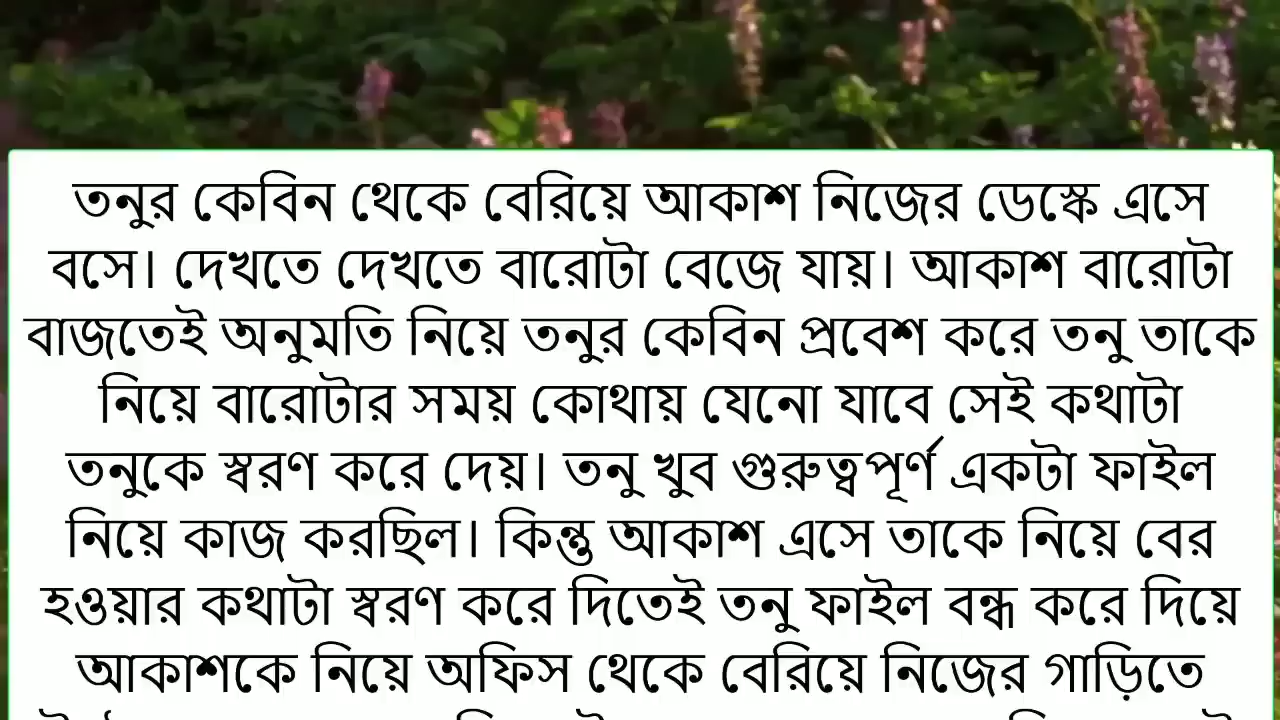 তনুর কেবিন থেকে বেরিয়ে আকাশ নিজের ডেস্কে এসে
বসে। দেখতে দেখতে বারোটা বেজে যায়। আকাশ বারোটা
বাজতেই অনুমতি নিয়ে তনুর কেবিন প্রবেশ করে তনু তাকে
নিয়ে বারোটার সময় কোথায় যেনো যাবে সেই কথাটা
তনুকে স্বরণ করে দেয়। তনু খুব গুরুত্বপূর্ণ একটা ফাইল
নিয়ে কাজ করছিল। কিন্তু আকাশ এসে তাকে নিয়ে বের
হওয়ার কথাটা স্বরণ করে দিতেই তনু ফাইল বন্ধ করে দিয়ে
আকাশকে নিয়ে অফিস থেকে বেরিয়ে নিজের গাড়িতে